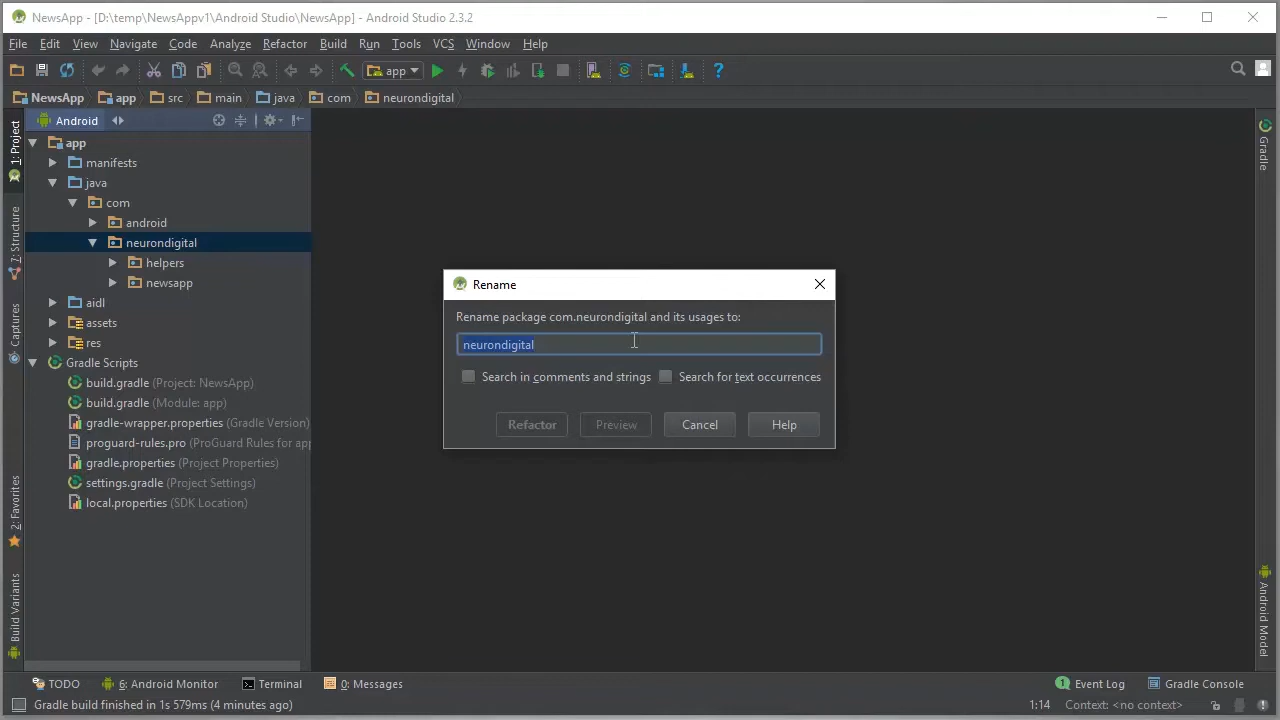 NewsApp - [D:\temp\NewsAppv1\Android Studio\NewsApp] - Android Studio 2.3.2
File Edit View Navigate Code Analyze Refactor Build Run Tools VCS Window Help
app
NewsApp app src main java com neurondigital
1: Project
7: Structure
Captures
2: Favorites
Build Variants
Android
app
manifests
java
com
android
neurondigital
helpers
newsapp
aidl
assets
res
Gradle Scripts
build.gradle (Project: NewsApp)
build.gradle (Module: app)
gradle-wrapper.properties (Gradle Version)
proguard-rules.pro (ProGuard Rules for app
gradle.properties (Project Properties)
settings.gradle (Project Settings)
local.properties (SDK Location)
Rename
Rename package com.neurondigital and its usages to:
neurondigital
Search in comments and strings Search for text occurrences
Refactor Preview Cancel Help
Gradle
Android Model
TODO 6: Android Monitor Terminal 0: Messages 1 Event Log Gradle Console
Gradle build finished in 1s 579ms (4 minutes ago) 1:14 Context: <no context>